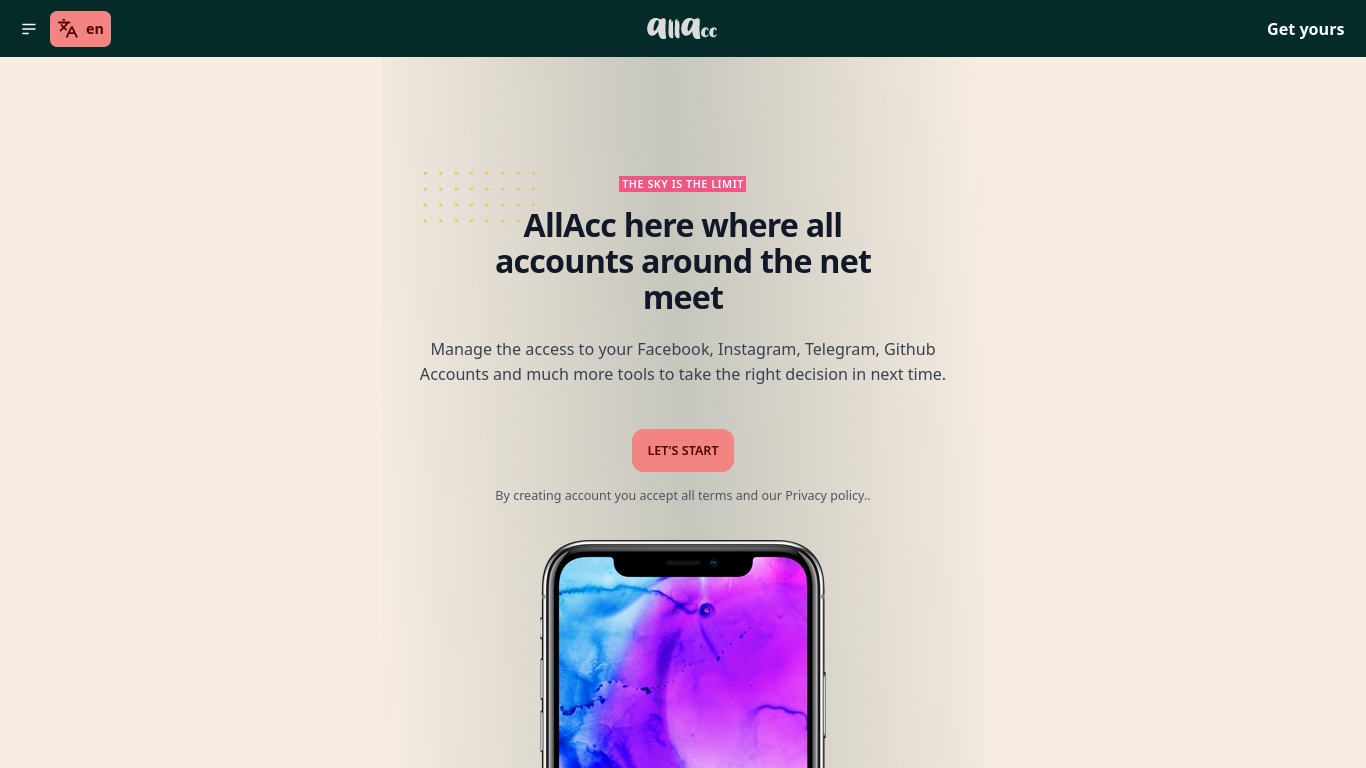 en
allacc
Get yours
THE SKY IS THE LIMIT
AllAcc here where all
accounts around the net
meet
Manage the access to your Facebook, Instagram, Telegram, Github
Accounts and much more tools to take the right decision in next time.
LET'S START
By creating account you accept all terms and our Privacy policy..